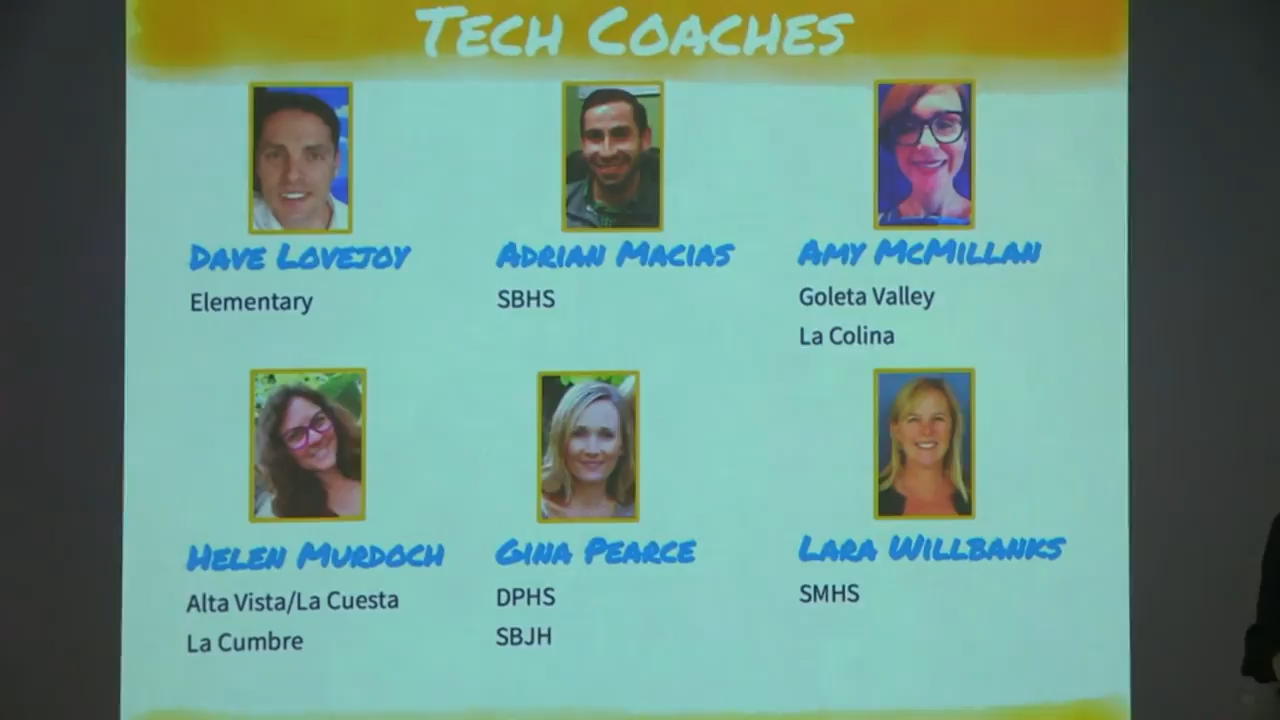 TECH COACHES
DAVE LOVEJOY
Elementary
ADRIAN MACIAS
SBHS
AMY MCMILLAN
Goleta Valley
La Colina
HELEN MURDOCH
Alta Vista/La Cuesta
La Cumbre
GINA PEARCE
DPHS
SBJH
LARA WILLBANKS
SMHS